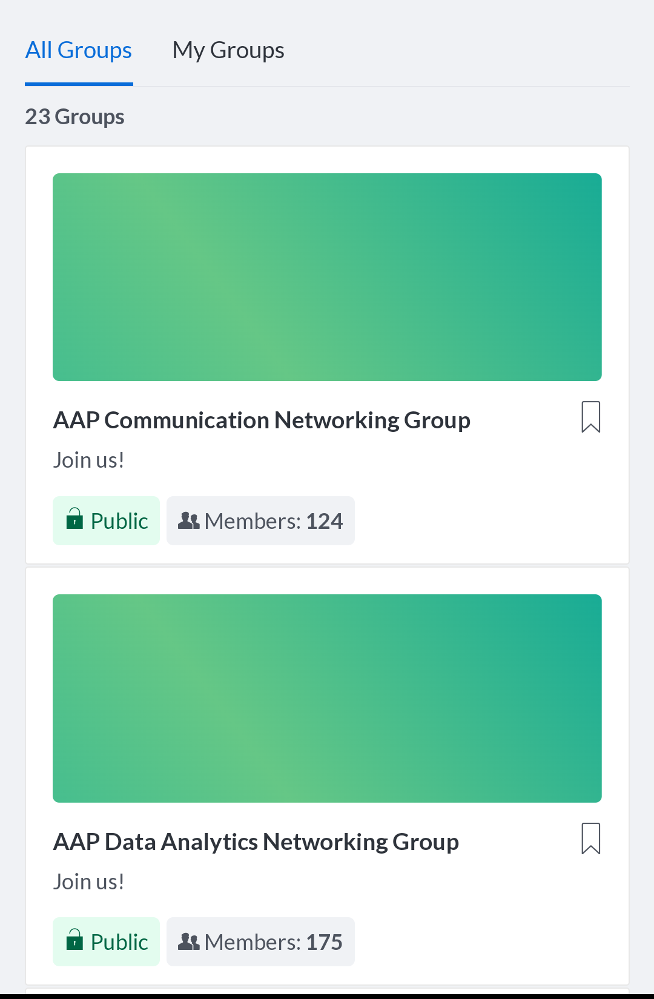 All Groups My Groups
23 Groups
AAP Communication Networking Group
Join us!
Public Members: 124
AAP Data Analytics Networking Group
Join us!
Public Members: 175